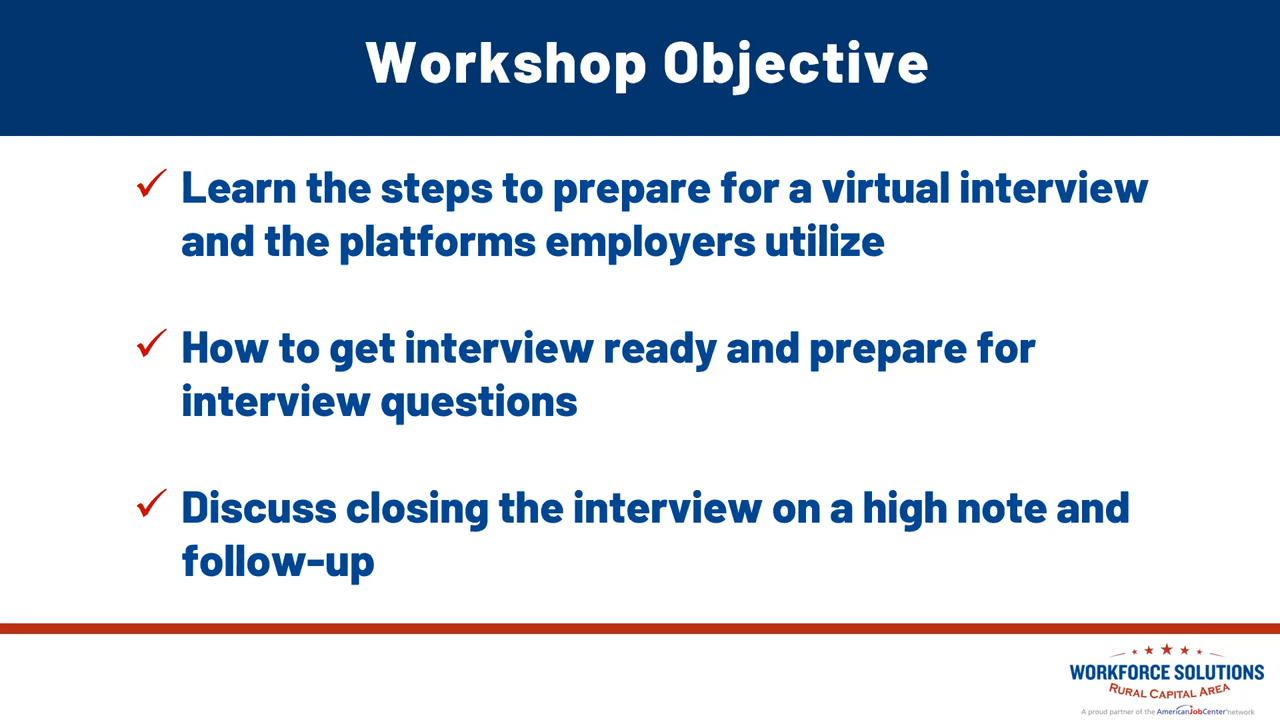 Workshop Objective
Learn the steps to prepare for a virtual interview
and the platforms employers utilize
How to get interview ready and prepare for
interview questions
Discuss closing the interview on a high note and
follow-up
WORKFORCE SOLUTIONS
RURAL CAPITAL AREA
A proud partner of the AmericanJobCenter network